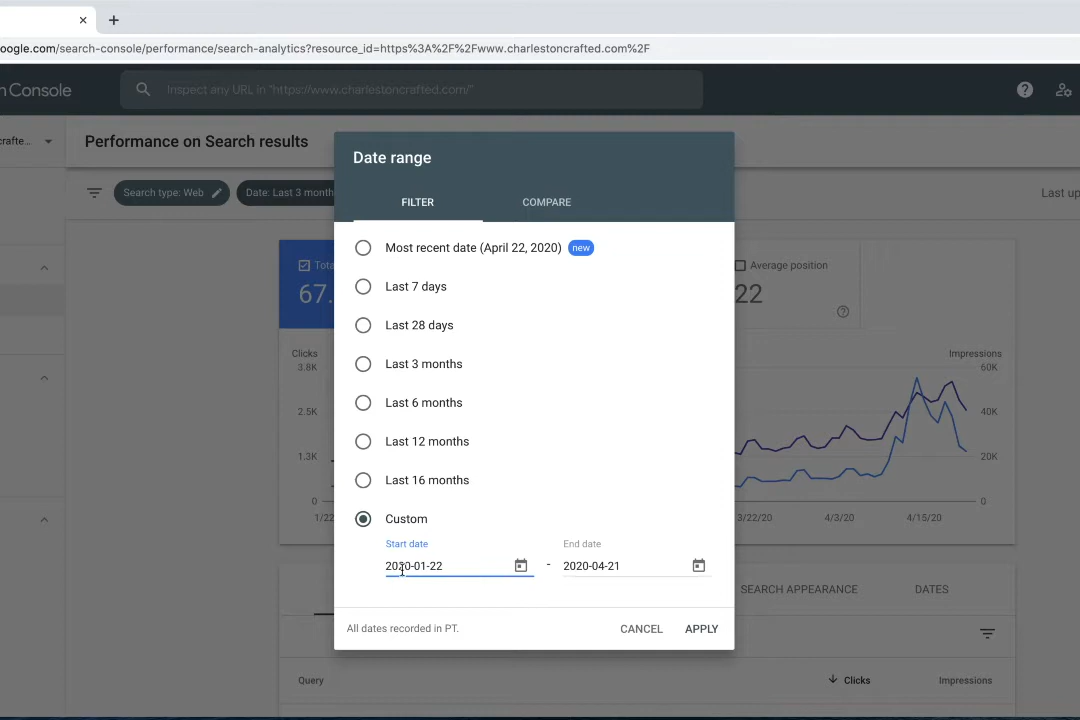 oogle.com/search-console/performance/search-analytics?resource_id=https%3A%2F%2Fwww.charlestoncrafted.com%2F
h Console
Inspect any URL in "https://www.charlestoncrafted.com/"
crafte...
Performance on Search results
Search type: Web
Date: Last 3 month
Last up
Date range
FILTER
COMPARE
Most recent date (April 22, 2020) new
Last 7 days
Last 28 days
Last 3 months
Last 6 months
Last 12 months
Last 16 months
Custom
Start date
End date
2020-01-22 - 2020-04-21
All dates recorded in PT.
CANCEL
APPLY
Tota
67.
Average position
22
Clicks
Impressions
3.8K
60K
2.5K
40K
1.3K
20K
0
0
1/22
3/22/20
4/3/20
4/15/20
SEARCH APPEARANCE
DATES
Query
Clicks
Impressions